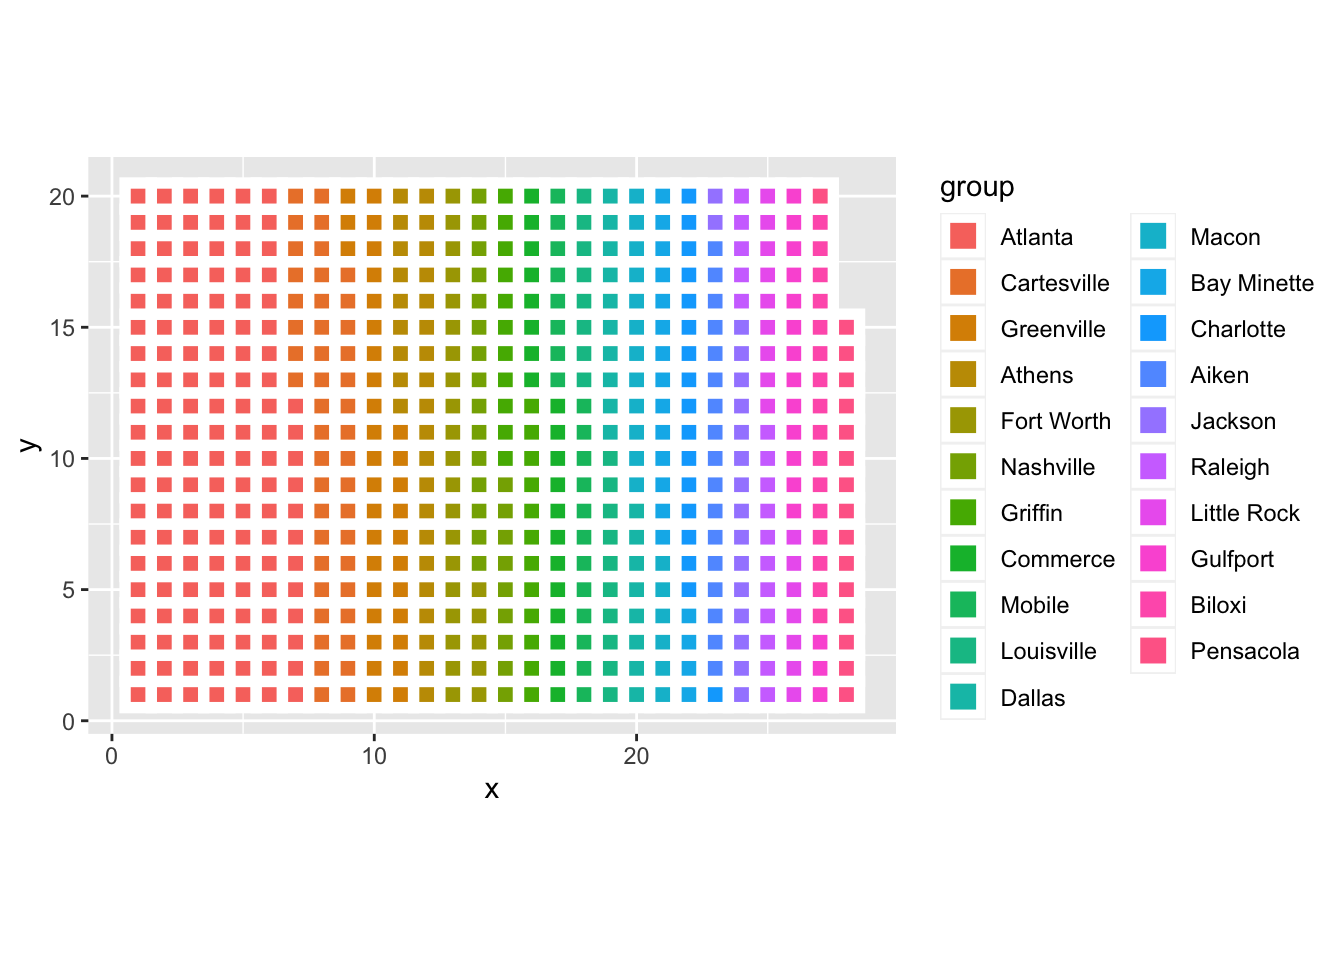 20
15
10
5
0
y
0 10 20
x
group
Atlanta
Cartesville
Greenville
Athens
Fort Worth
Nashville
Griffin
Commerce
Mobile
Louisville
Dallas
Macon
Bay Minette
Charlotte
Aiken
Jackson
Raleigh
Little Rock
Gulfport
Biloxi
Pensacola